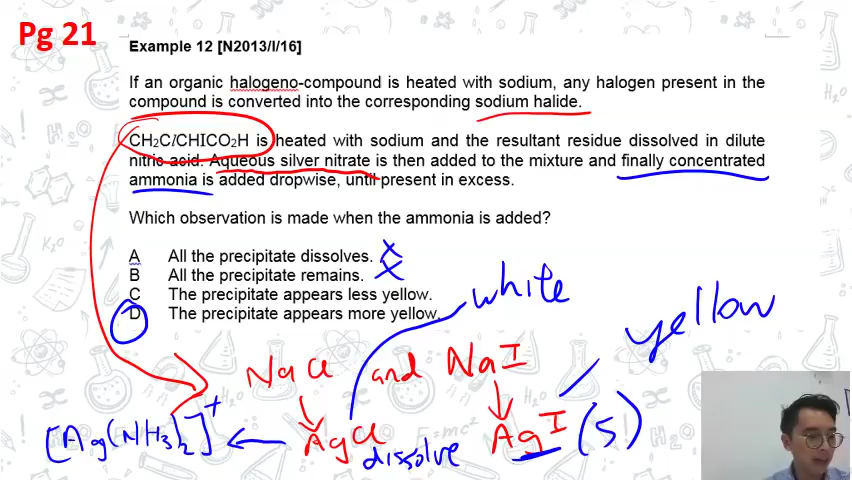 Pg 21
Example 12 [N2013/I/16]
If an organic halogeno-compound is heated with sodium, any halogen present in the
compound is converted into the corresponding sodium halide.
CH₂C/CHICO₂H is heated with sodium and the resultant residue dissolved in dilute
nitric acid. Aqueous silver nitrate is then added to the mixture and finally concentrated
ammonia is added dropwise, until present in excess.
Which observation is made when the ammonia is added?
A All the precipitate dissolves. x
B All the precipitate remains. x
C The precipitate appears less yellow.
D The precipitate appears more yellow.
white
yellow
NaCl and NaI
[Ag(NH₃)₂]⁺ AgCl AgI (s)
dissolve